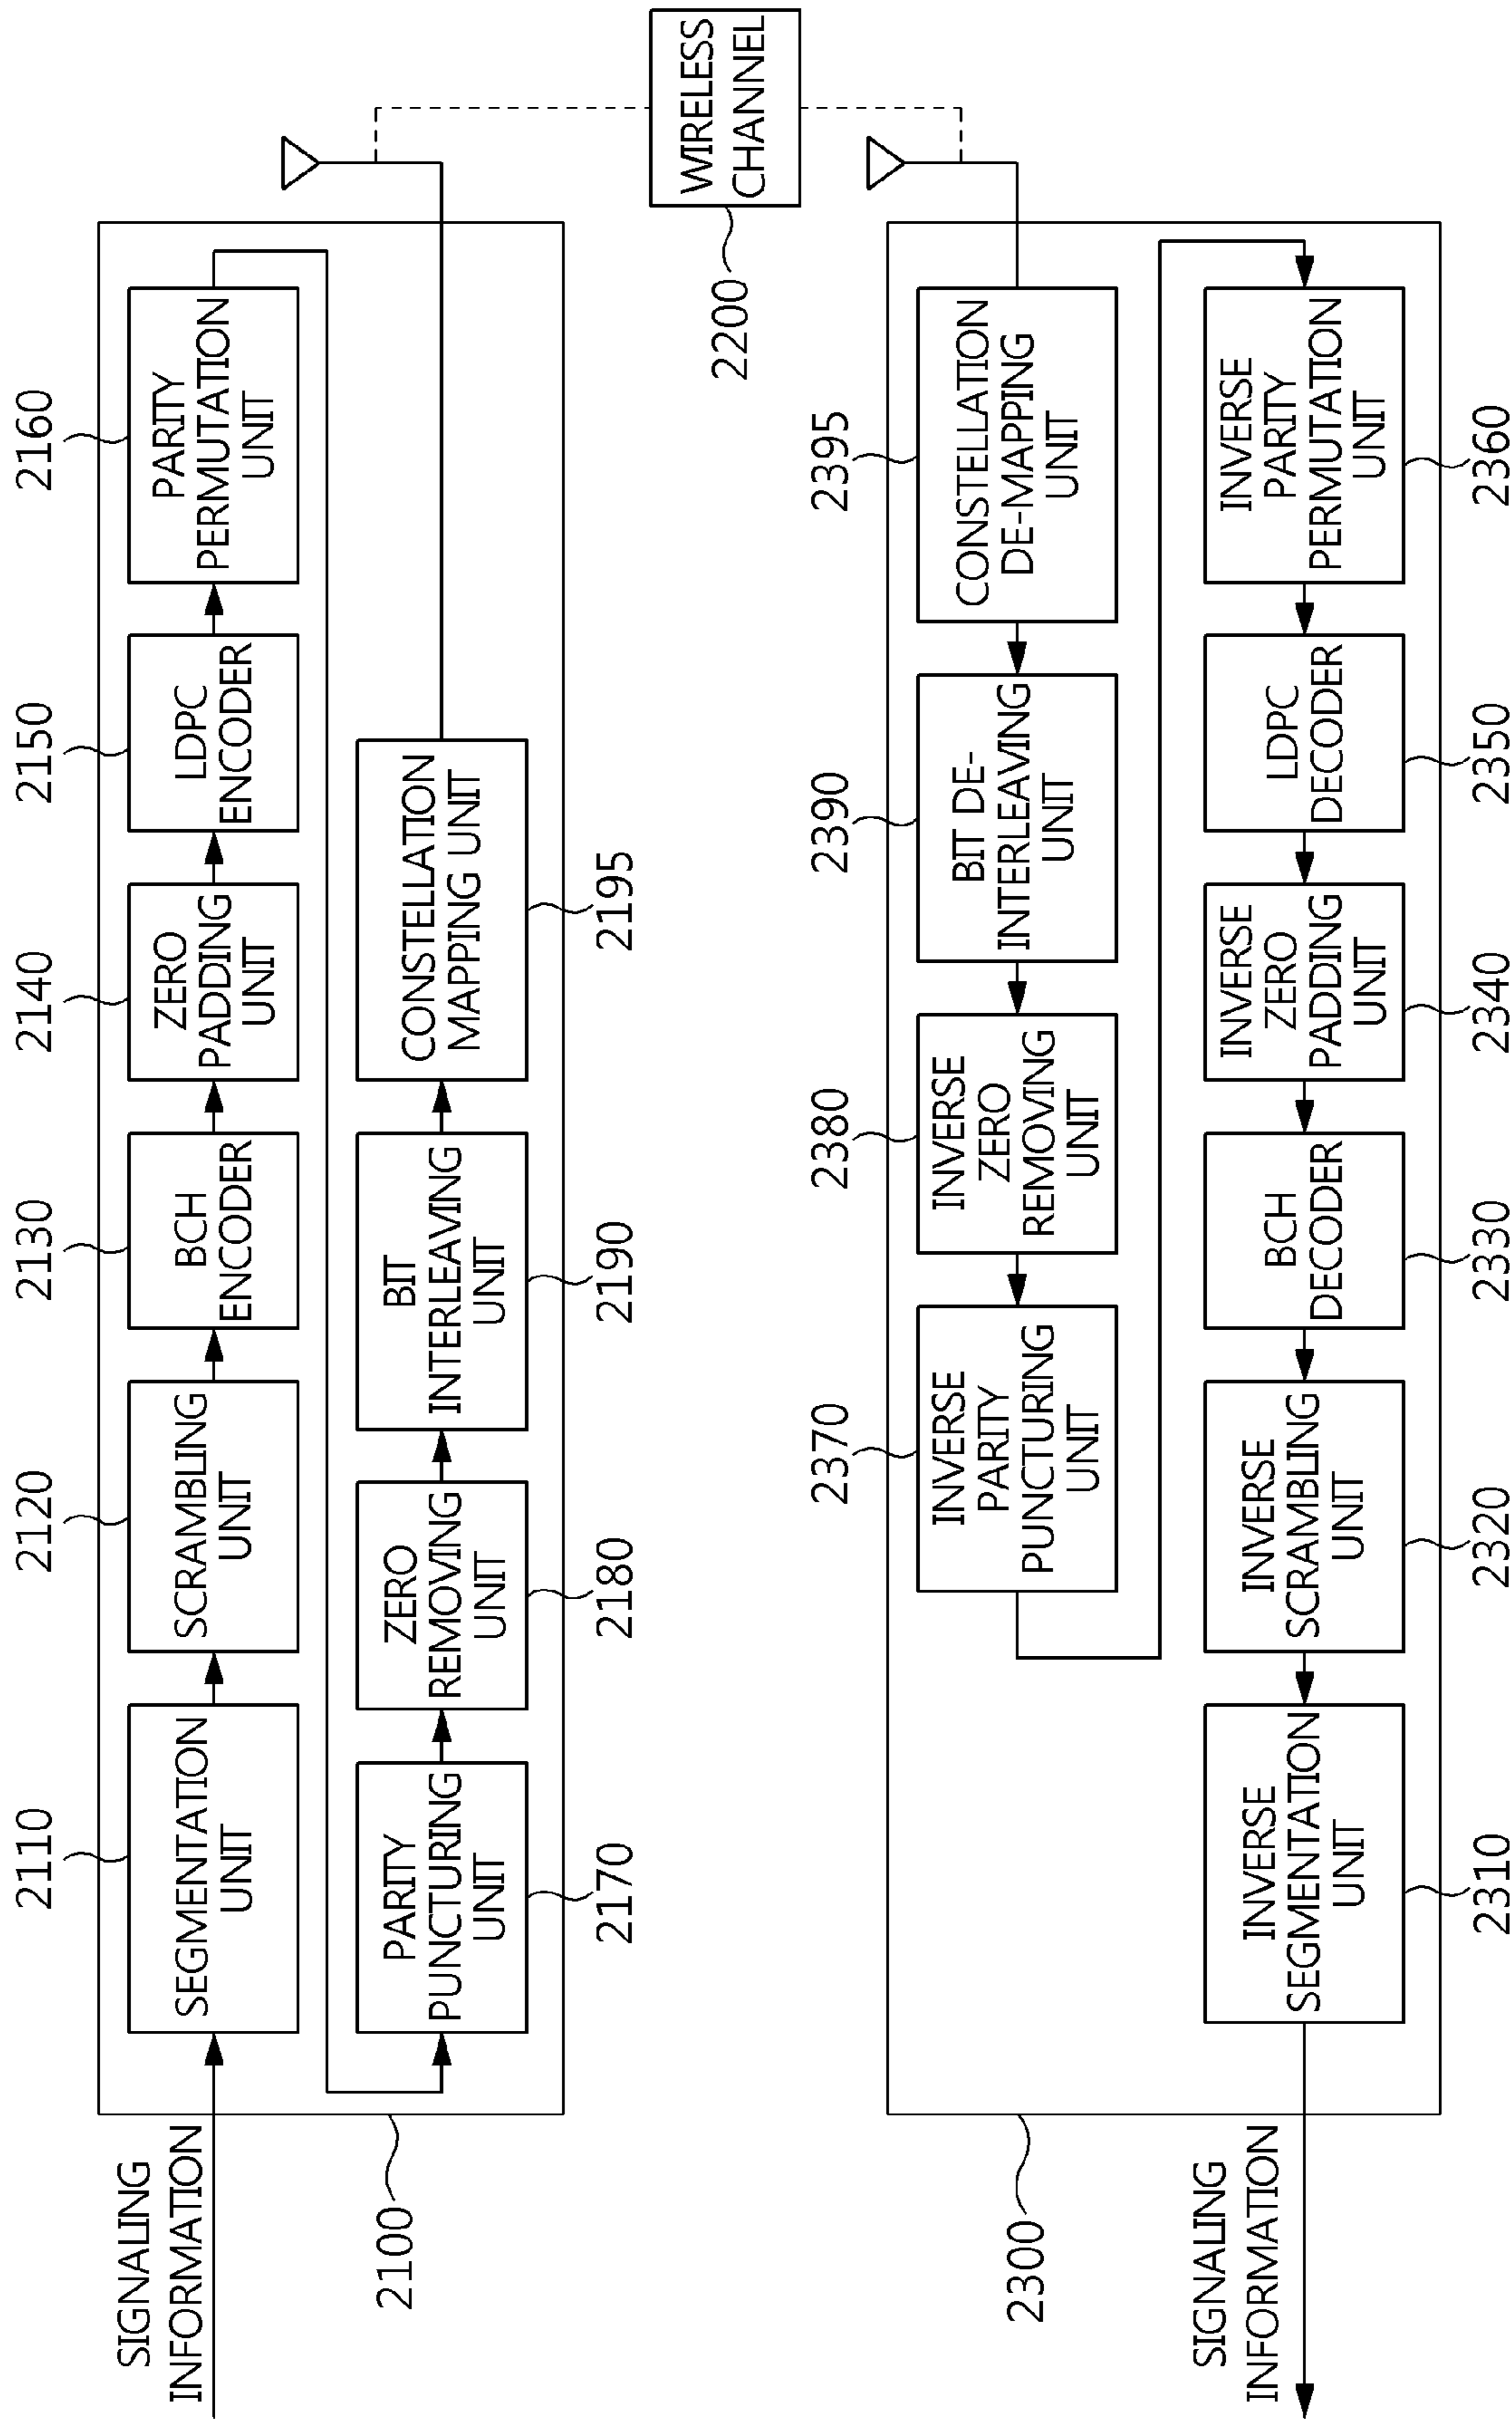 2110
2120
2130
2140
2150
2160
SIGNALING
INFORMATION
SEGMENTATION
UNIT
SCRAMBLING
UNIT
BCH
ENCODER
ZERO
PADDING
UNIT
LDPC
ENCODER
PARITY
PERMUTATION
UNIT
PARITY
PUNCTURING
UNIT
ZERO
REMOVING
UNIT
BIT
INTERLEAVING
UNIT
CONSTELLATION
MAPPING UNIT
2100
2170
2180
2190
2195
WIRELESS
CHANNEL
2200
2370
2380
2390
2395
INVERSE
PARITY
PUNCTURING
UNIT
INVERSE
ZERO
REMOVING
UNIT
BIT DE-
INTERLEAVING
UNIT
CONSTELLATION
DE-MAPPING
UNIT
2300
SIGNALING
INFORMATION
INVERSE
SEGMENTATION
UNIT
INVERSE
SCRAMBLING
UNIT
BCH
DECODER
INVERSE
ZERO
PADDING
UNIT
LDPC
DECODER
INVERSE
PARITY
PERMUTATION
UNIT
2310
2320
2330
2340
2350
2360